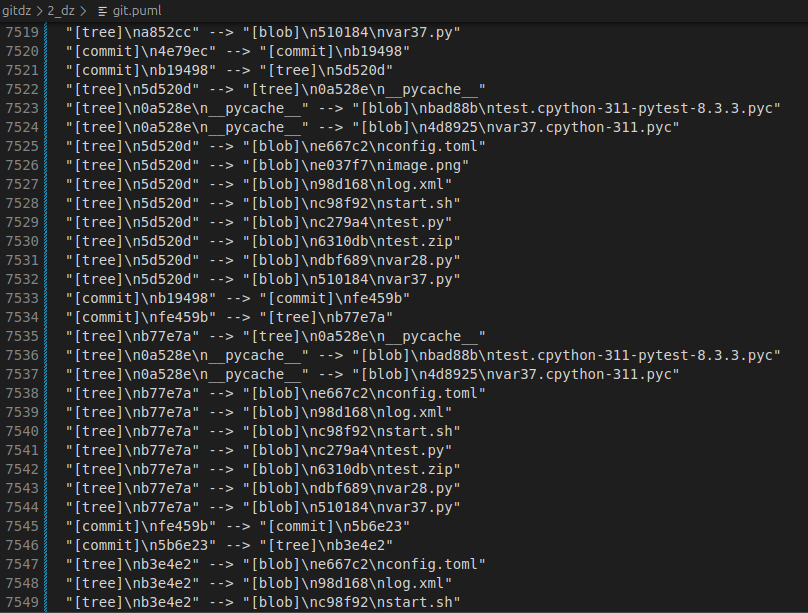 gitdz > 2_dz > git.puml
7519 "[tree]\na852cc" --> "[blob]\n510184\nvar37.py"
7520 "[commit]\n4e79ec" --> "[commit]\nb19498"
7521 "[commit]\nb19498" --> "[tree]\n5d520d"
7522 "[tree]\n5d520d" --> "[tree]\n0a528e\n__pycache__"
7523 "[tree]\n0a528e\n__pycache__" --> "[blob]\nbad88b\ntest.cpython-311-pytest-8.3.3.pyc"
7524 "[tree]\n0a528e\n__pycache__" --> "[blob]\n4d8925\nvar37.cpython-311.pyc"
7525 "[tree]\n5d520d" --> "[blob]\ne667c2\nconfig.toml"
7526 "[tree]\n5d520d" --> "[blob]\ne037f7\nimage.png"
7527 "[tree]\n5d520d" --> "[blob]\n98d168\nlog.xml"
7528 "[tree]\n5d520d" --> "[blob]\nc98f92\nstart.sh"
7529 "[tree]\n5d520d" --> "[blob]\nc279a4\ntest.py"
7530 "[tree]\n5d520d" --> "[blob]\n6310db\ntest.zip"
7531 "[tree]\n5d520d" --> "[blob]\ndbf689\nvar28.py"
7532 "[tree]\n5d520d" --> "[blob]\n510184\nvar37.py"
7533 "[commit]\nb19498" --> "[commit]\nfe459b"
7534 "[commit]\nfe459b" --> "[tree]\nb77e7a"
7535 "[tree]\nb77e7a" --> "[tree]\n0a528e\n__pycache__"
7536 "[tree]\n0a528e\n__pycache__" --> "[blob]\nbad88b\ntest.cpython-311-pytest-8.3.3.pyc"
7537 "[tree]\n0a528e\n__pycache__" --> "[blob]\n4d8925\nvar37.cpython-311.pyc"
7538 "[tree]\nb77e7a" --> "[blob]\ne667c2\nconfig.toml"
7539 "[tree]\nb77e7a" --> "[blob]\n98d168\nlog.xml"
7540 "[tree]\nb77e7a" --> "[blob]\nc98f92\nstart.sh"
7541 "[tree]\nb77e7a" --> "[blob]\nc279a4\ntest.py"
7542 "[tree]\nb77e7a" --> "[blob]\n6310db\ntest.zip"
7543 "[tree]\nb77e7a" --> "[blob]\ndbf689\nvar28.py"
7544 "[tree]\nb77e7a" --> "[blob]\n510184\nvar37.py"
7545 "[commit]\nfe459b" --> "[commit]\n5b6e23"
7546 "[commit]\n5b6e23" --> "[tree]\nb3e4e2"
7547 "[tree]\nb3e4e2" --> "[blob]\ne667c2\nconfig.toml"
7548 "[tree]\nb3e4e2" --> "[blob]\n98d168\nlog.xml"
7549 "[tree]\nb3e4e2" --> "[blob]\nc98f92\nstart.sh"